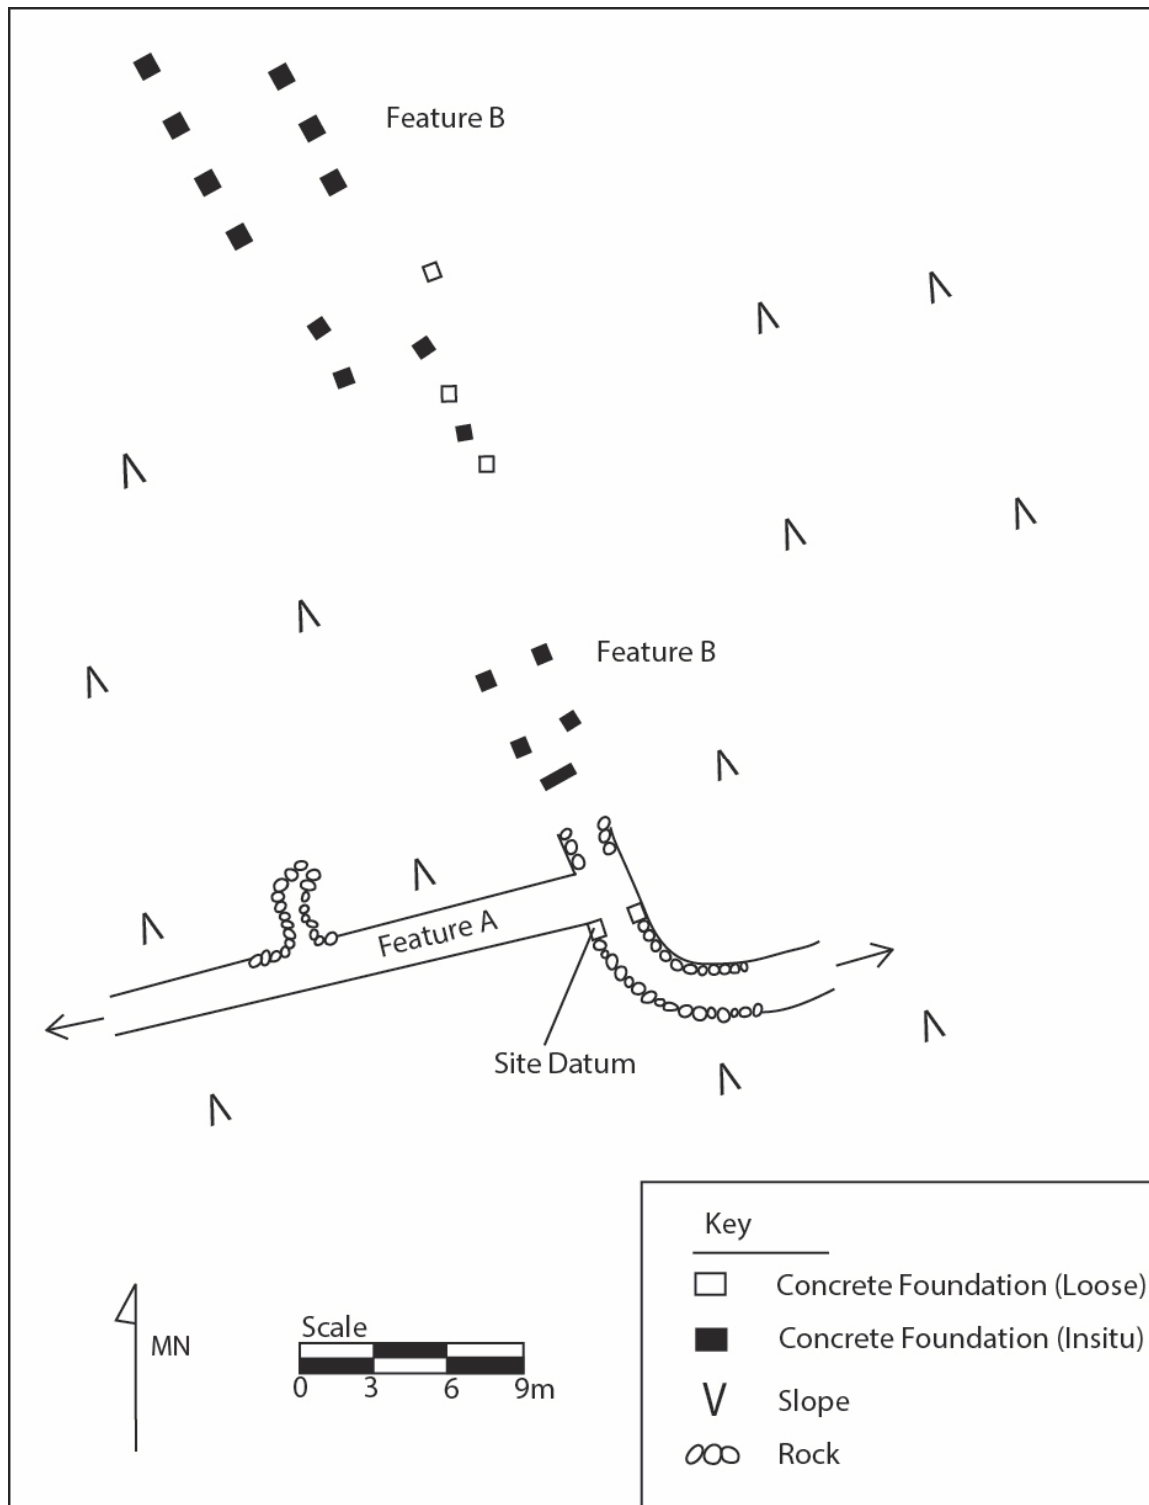 Feature B
Feature B
Feature A
Site Datum
Key
Concrete Foundation (Loose)
Concrete Foundation (Insitu)
Slope
Rock
MN
Scale
0 3 6 9m